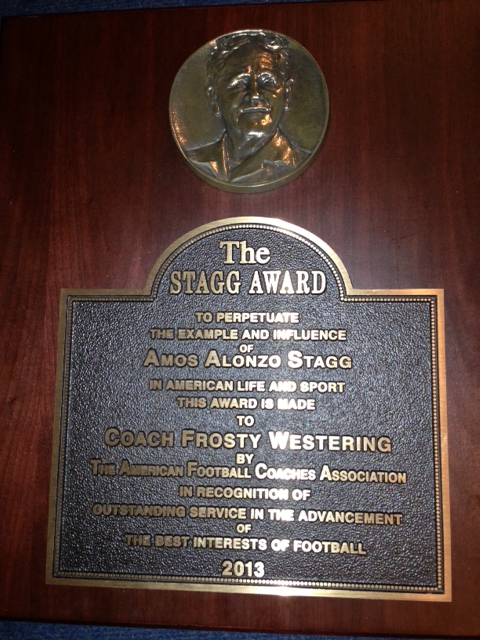 The
STAGG AWARD
TO PERPETUATE
THE EXAMPLE AND INFLUENCE
OF
AMOS ALONZO STAGG
IN AMERICAN LIFE AND SPORT
THIS AWARD IS MADE
TO
COACH FROSTY WESTERING
BY
THE AMERICAN FOOTBALL COACHES ASSOCIATION
IN RECOGNITION OF
OUTSTANDING SERVICE IN THE ADVANCEMENT
OF
THE BEST INTERESTS OF FOOTBALL
2013